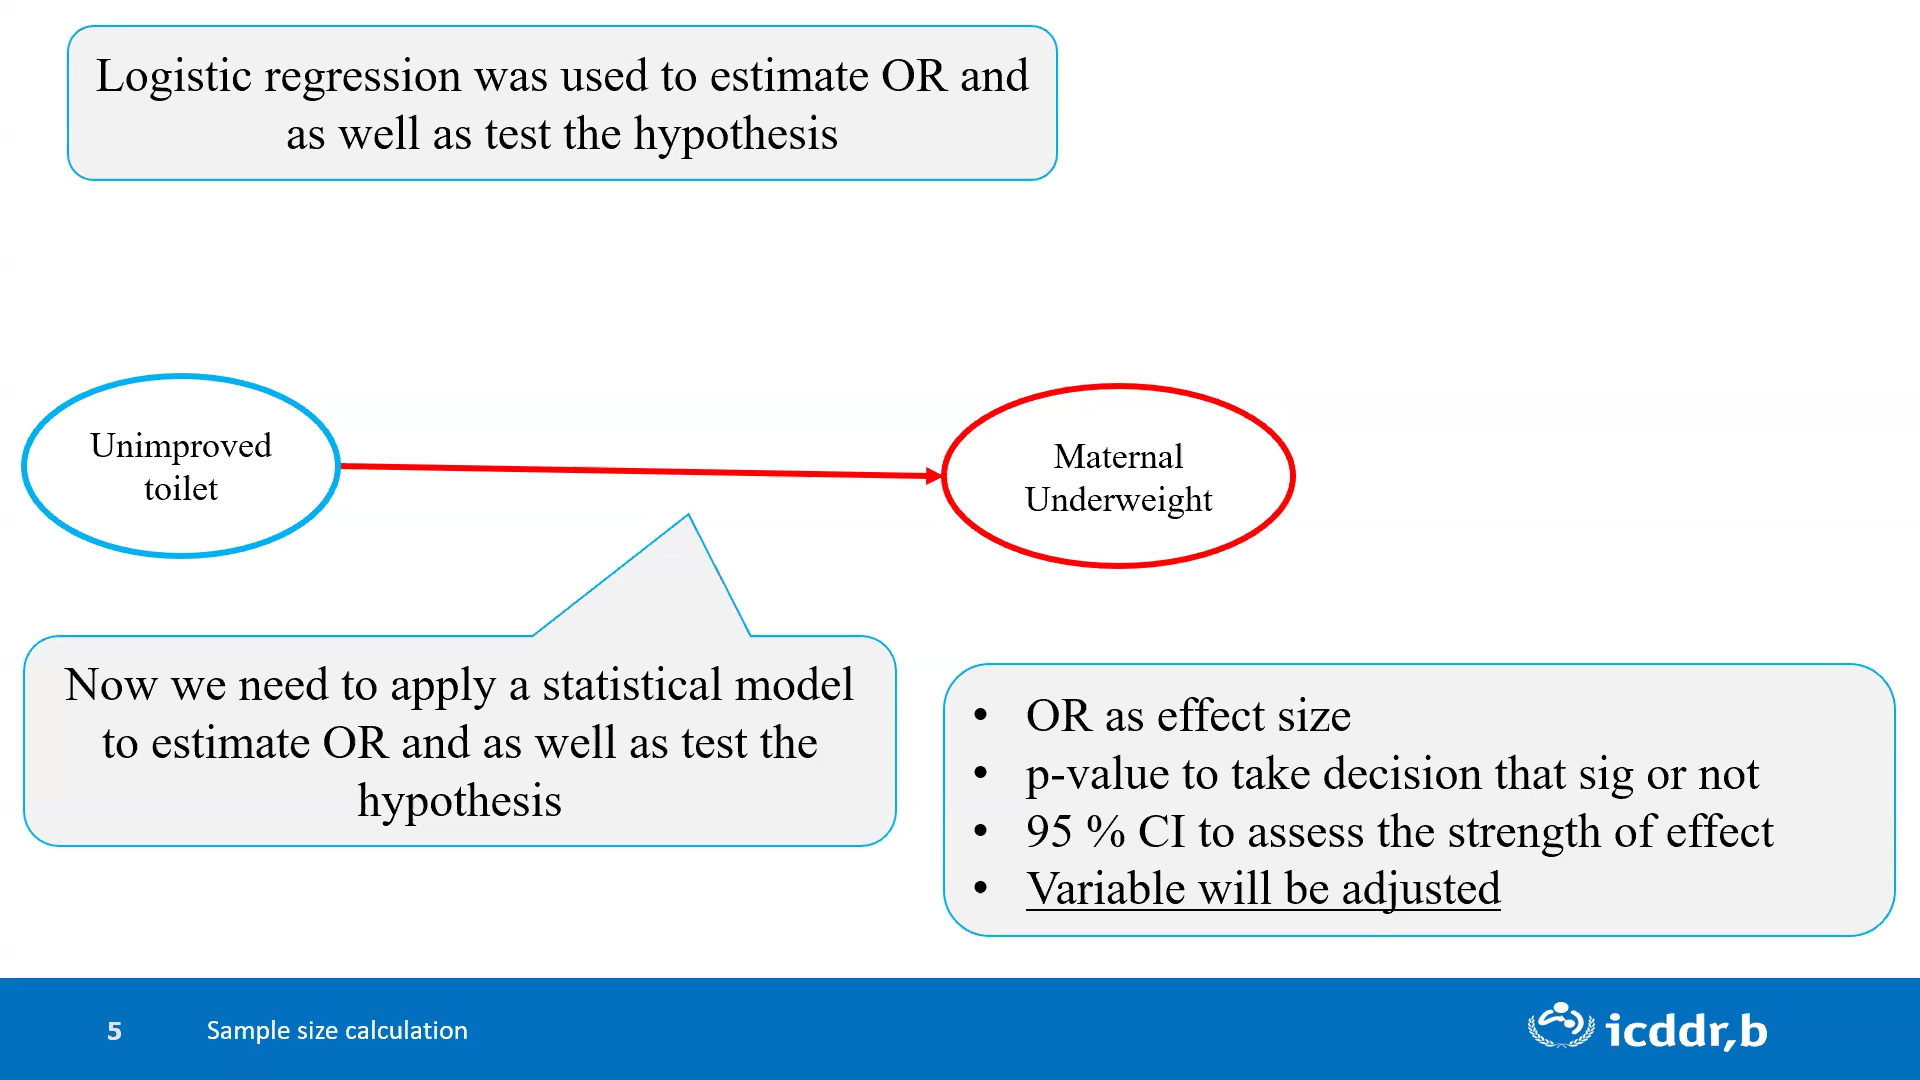 Logistic regression was used to estimate OR and
as well as test the hypothesis
Unimproved
toilet
Maternal
Underweight
Now we need to apply a statistical model
to estimate OR and as well as test the
hypothesis
• OR as effect size
• p-value to take decision that sig or not
• 95 % CI to assess the strength of effect
• Variable will be adjusted
5
Sample size calculation
icddr,b